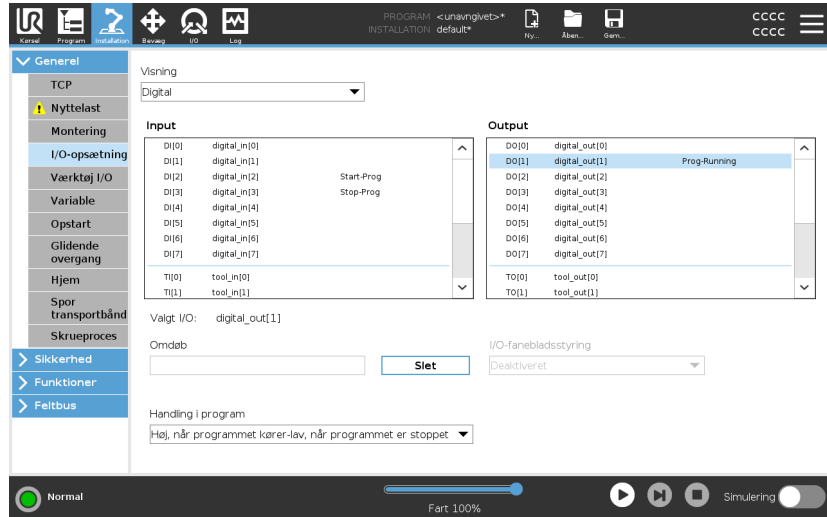 UR
Kørsel
Program
Installation
Bevæg
I/O
Log
PROGRAM <unavngivet>*
INSTALLATION default*
Ny...
Åben...
Gem...
cccc
cccc
Generel
TCP
Nyttelast
Montering
I/O-opsætning
Værktøj I/O
Variable
Opstart
Glidende
overgang
Hjem
Spor
transportbånd
Skrueproces
Sikkerhed
Funktioner
Feltbus
Visning
Digital
Input
DI[0] digital_in[0]
DI[1] digital_in[1]
DI[2] digital_in[2] Start-Prog
DI[3] digital_in[3] Stop-Prog
DI[4] digital_in[4]
DI[5] digital_in[5]
DI[6] digital_in[6]
DI[7] digital_in[7]
TI[0] tool_in[0]
TI[1] tool_in[1]
Output
DO[0] digital_out[0]
DO[1] digital_out[1] Prog-Running
DO[2] digital_out[2]
DO[3] digital_out[3]
DO[4] digital_out[4]
DO[5] digital_out[5]
DO[6] digital_out[6]
DO[7] digital_out[7]
TO[0] tool_out[0]
TO[1] tool_out[1]
Valgt I/O: digital_out[1]
Omdøb
Slet
I/O-fanebladsstyring
Deaktiveret
Handling i program
Høj, når programmet kører-lav, når programmet er stoppet
Normal
Fart 100%
Simulering